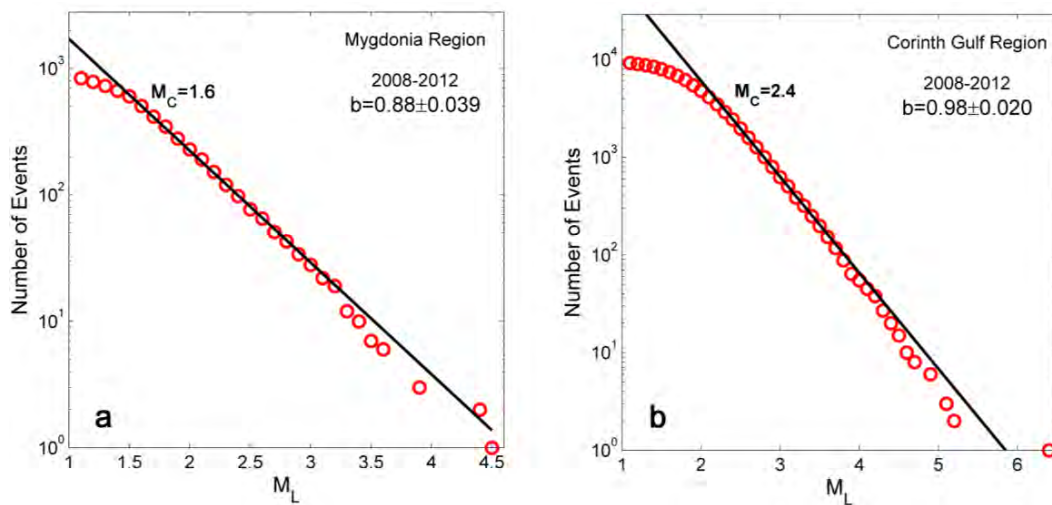 Mygdonia Region
2008-2012
b=0.88±0.039
M_C=1.6
10^3
10^2
10^1
10^0
Number of Events
1 1.5 2 2.5 3 3.5 4 4.5
M_L
a
Corinth Gulf Region
2008-2012
b=0.98±0.020
M_C=2.4
10^4
10^3
10^2
10^1
10^0
Number of Events
1 2 3 4 5 6
M_L
b